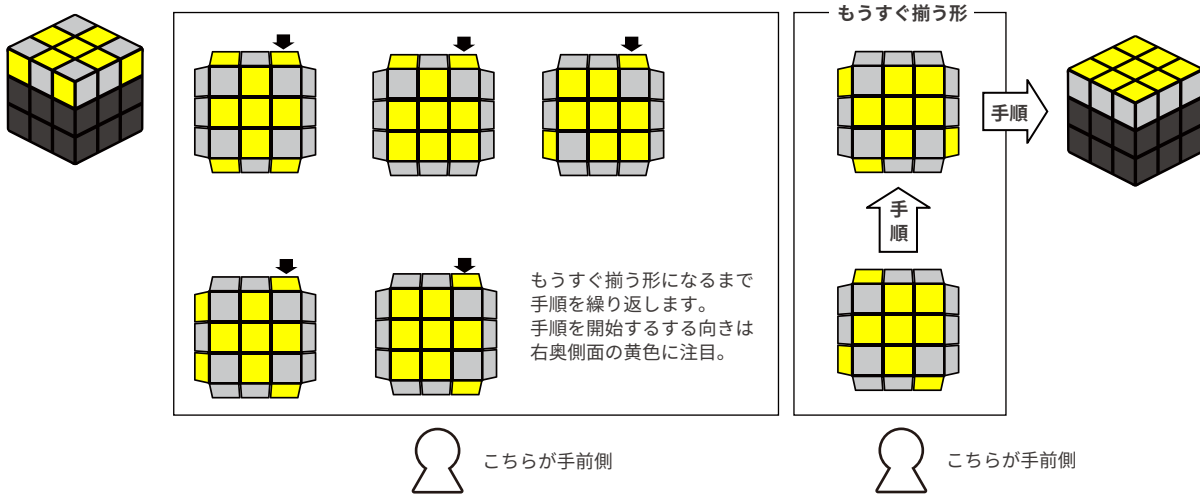 もうすぐ揃う形
手順
手
順
もうすぐ揃う形になるまで
手順を繰り返します。
手順を開始するする向きは
右奥側面の黄色に注目。
こちらが手前側
こちらが手前側